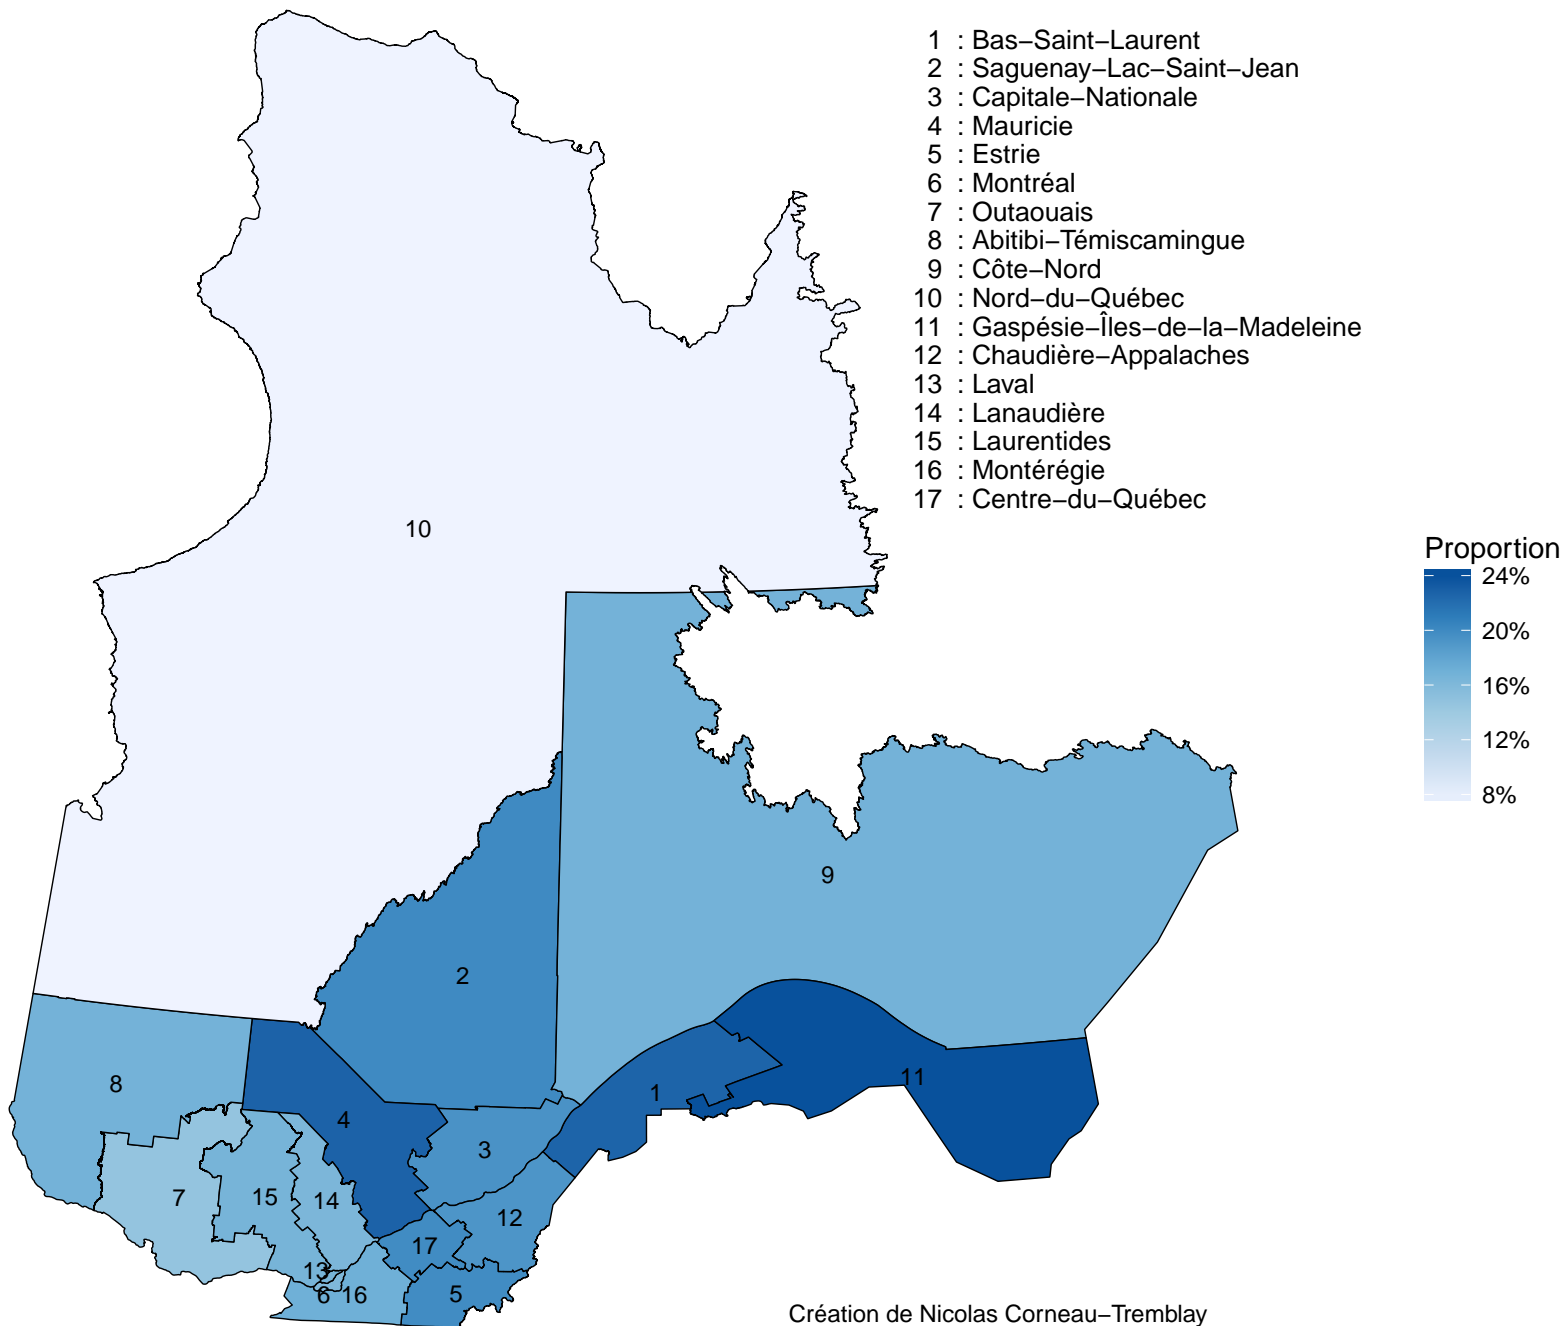 1 : Bas−Saint−Laurent
2 : Saguenay−Lac−Saint−Jean
3 : Capitale−Nationale
4 : Mauricie
5 : Estrie
6 : Montréal
7 : Outaouais
8 : Abitibi−Témiscamingue
9 : Côte−Nord
10 : Nord−du−Québec
11 : Gaspésie−Îles−de−la−Madeleine
12 : Chaudière−Appalaches
13 : Laval
14 : Lanaudière
15 : Laurentides
16 : Montérégie
17 : Centre−du−Québec
10
Proportion
24%
20%
16%
12%
8%
9
2
11
8
1
4
3
7
15
14
12
17
13
6
16
5
Création de Nicolas Corneau−Tremblay